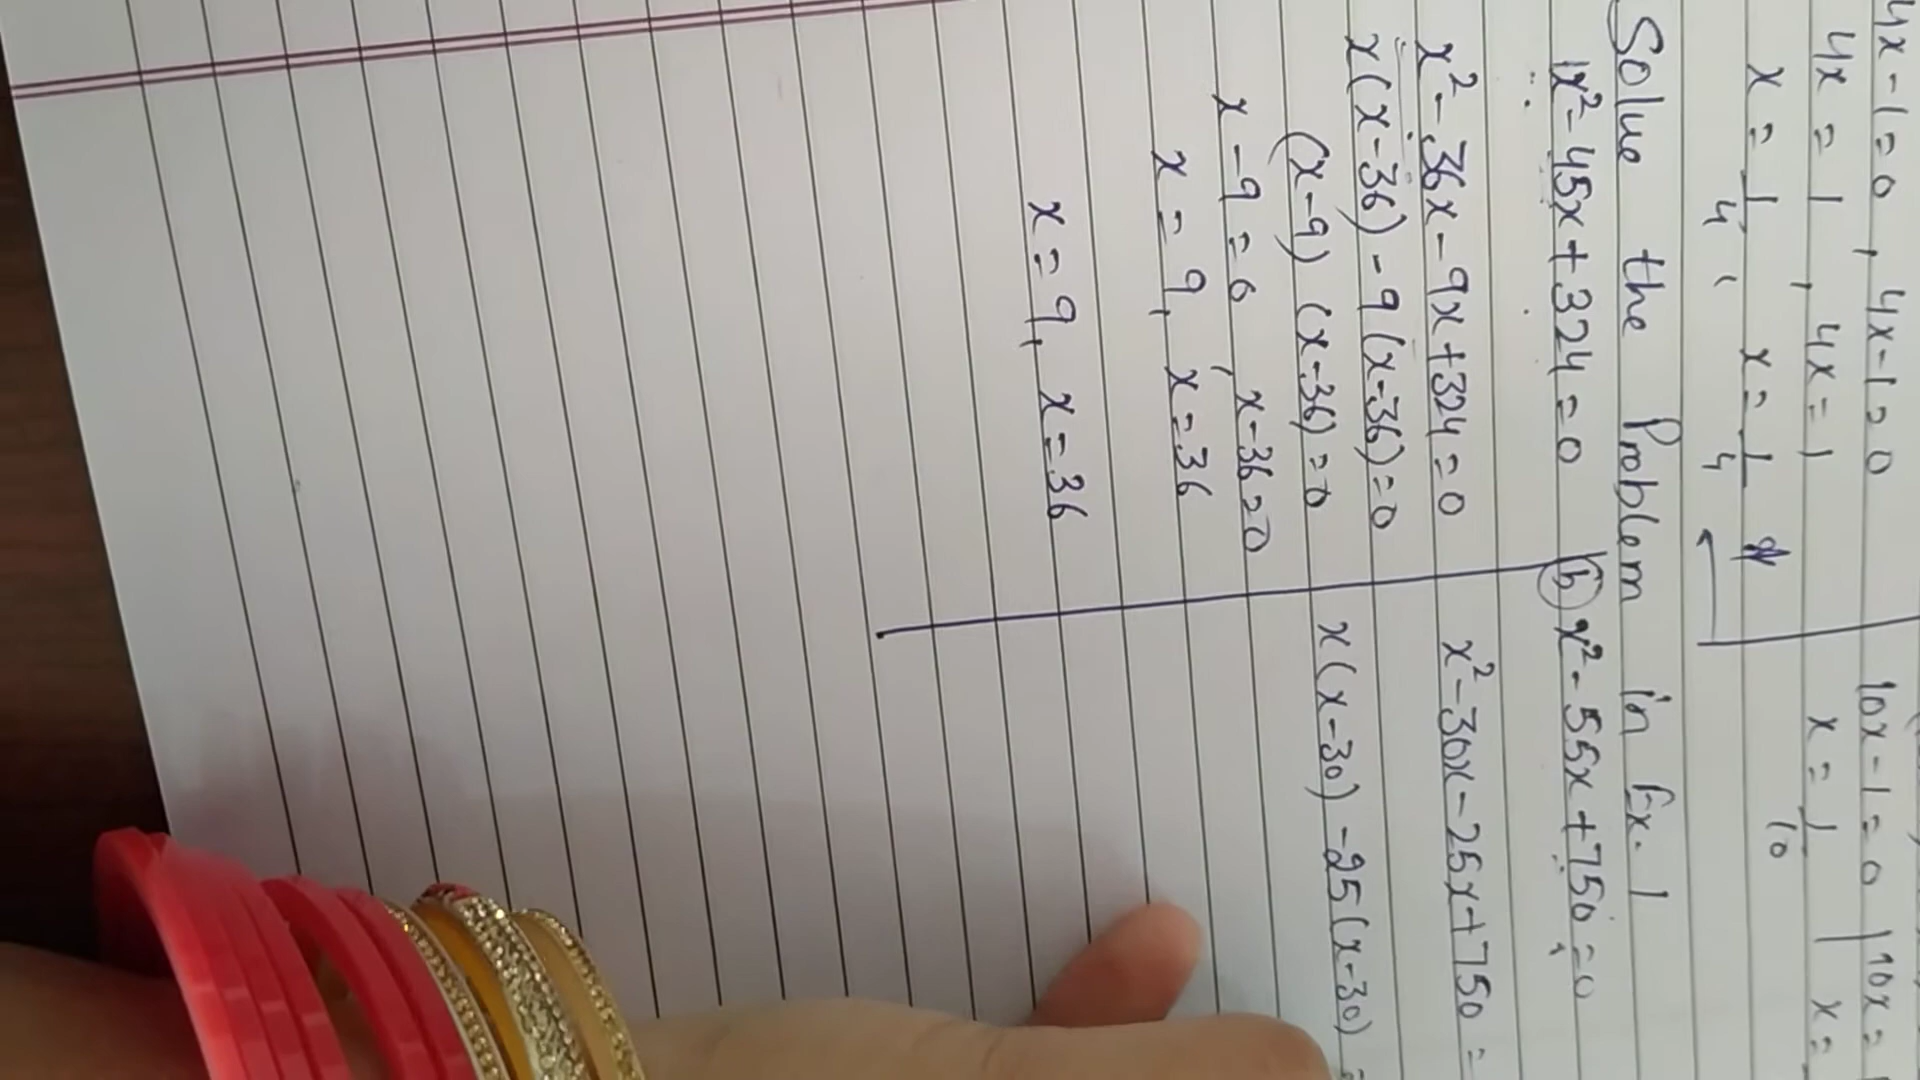 4x-1=0, 4x-1=0
4x = 1, 4x=1
x = 1/4, x = 1/4
10x-1=0 | 10x=1
x = 1/10 | x =
Solve the Problem in Ex. 1
x²-45x+324=0
x²-36x-9x+324=0
x(x-36)-9(x-36)=0
(x-9) (x-36)=0
x-9=0, x-36=0
x=9, x=36
x=9, x=36
(b) x²-55x+750=0
x²-30x-25x+750=
x(x-30)-25(x-30)=